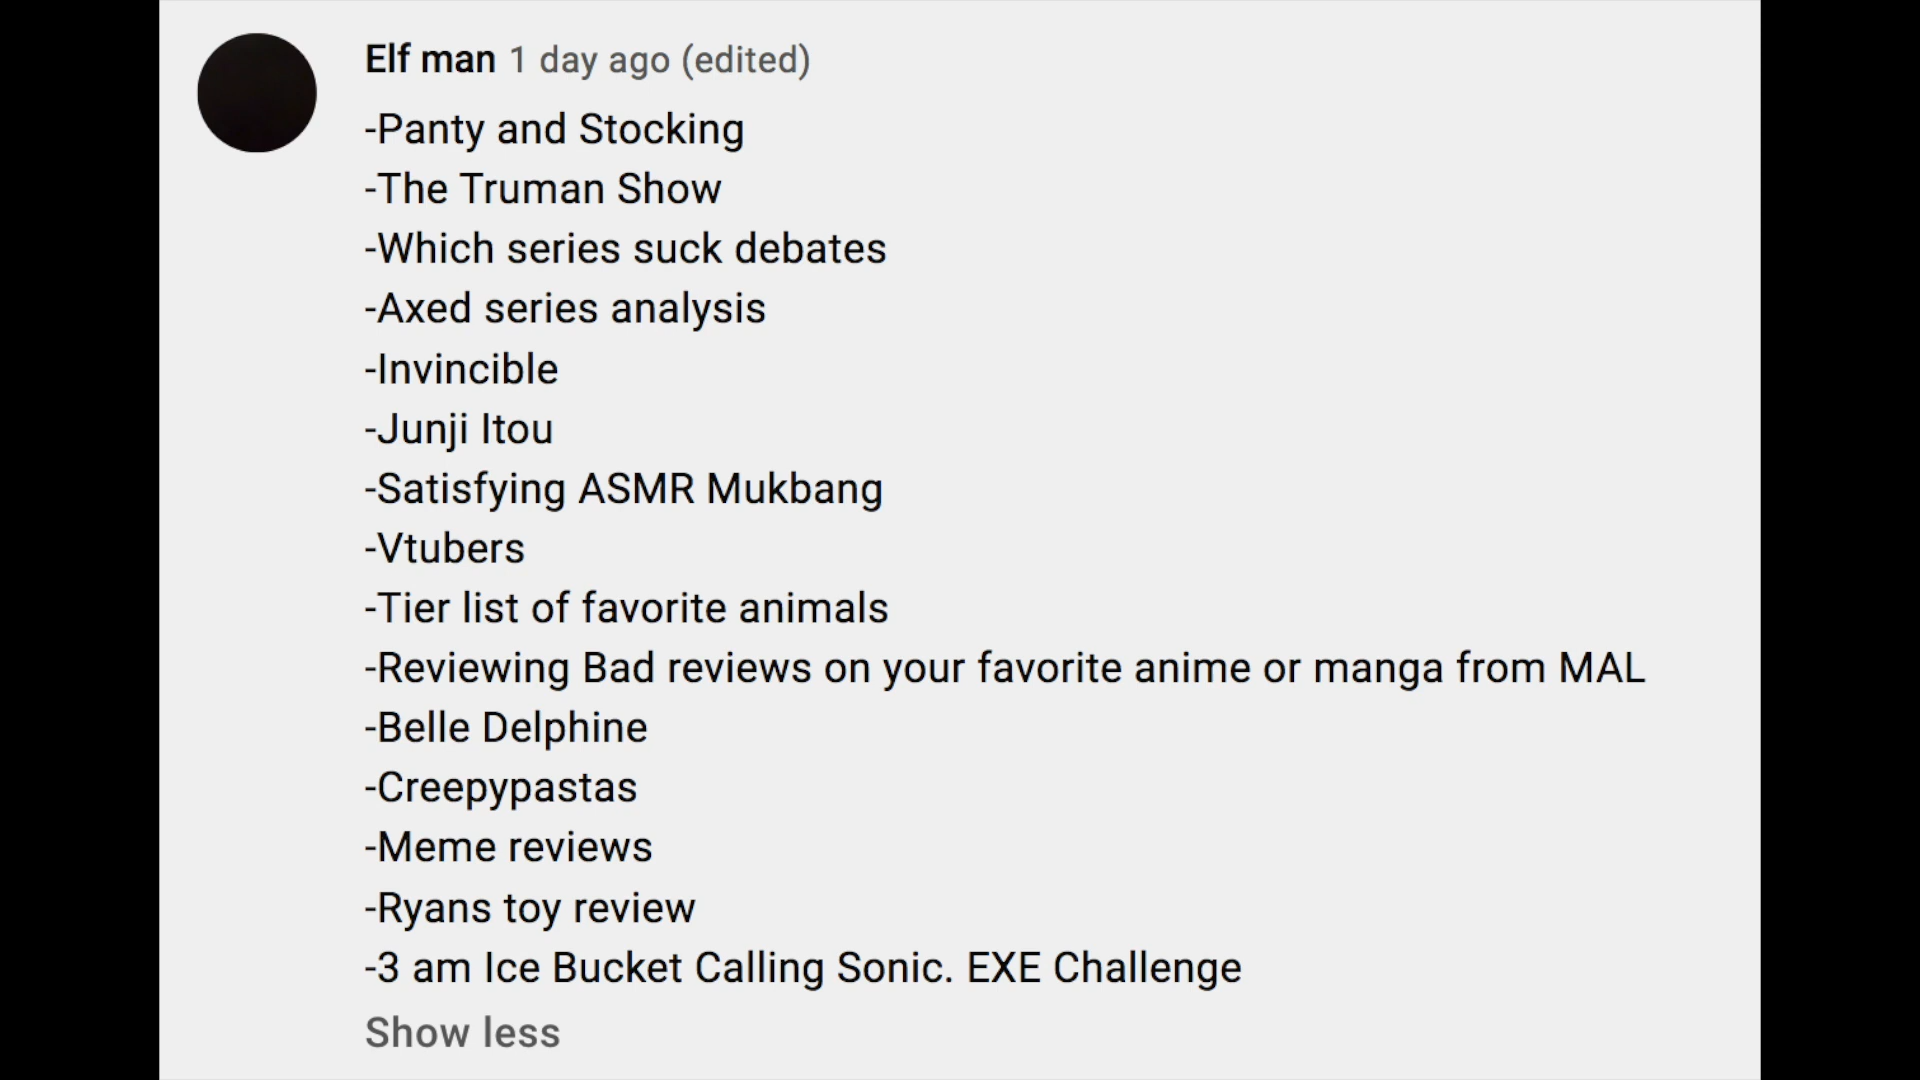 Elf man 1 day ago (edited)
-Panty and Stocking
-The Truman Show
-Which series suck debates
-Axed series analysis
-Invincible
-Junji Itou
-Satisfying ASMR Mukbang
-Vtubers
-Tier list of favorite animals
-Reviewing Bad reviews on your favorite anime or manga from MAL
-Belle Delphine
-Creepypastas
-Meme reviews
-Ryans toy review
-3 am Ice Bucket Calling Sonic. EXE Challenge
Show less